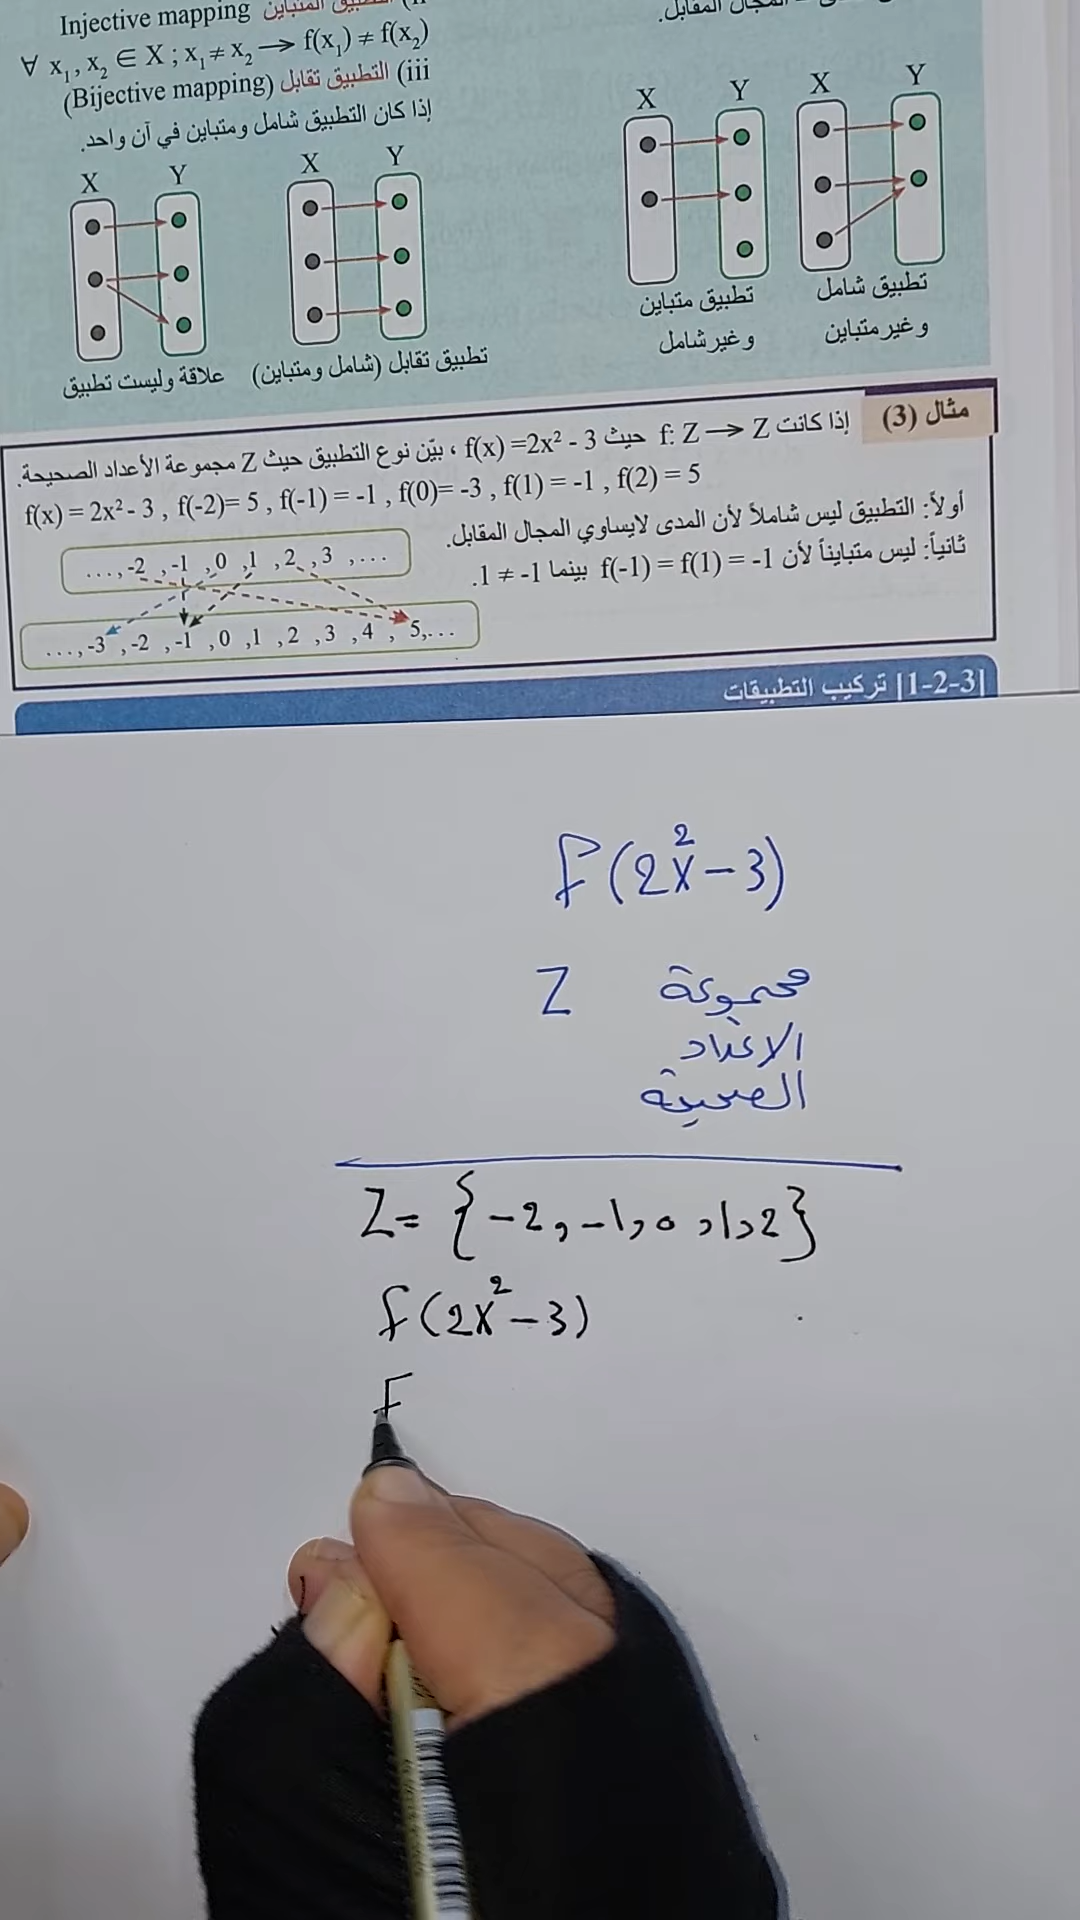 المجال المقابل.
Injective mapping التطبيق المتباين (ii
∀ x₁, x₂ ∈ X ; x₁ ≠ x₂ → f(x₁) ≠ f(x₂)
iii) التطبيق تقابل (Bijective mapping)
إذا كان التطبيق شامل ومتباين في آن واحد.
X Y
X Y
X Y
X Y
تطبيق شامل وغير متباين
تطبيق متباين وغير شامل
تطبيق تقابل (شامل ومتباين)
علاقة وليست تطبيق
مثال (3) إذا كانت f: Z → Z حيث f(x) =2x² - 3 ، بيّن نوع التطبيق حيث Z مجموعة الأعداد الصحيحة.
f(x) = 2x² - 3 , f(-2)= 5 , f(-1) = -1 , f(0)= -3 , f(1) = -1 , f(2) = 5
أولاً: التطبيق ليس شاملاً لأن المدى لايساوي المجال المقابل.
ثانياً: ليس متبايناً لأن f(-1) = f(1) = -1 بينما 1 ≠ -1.
...,-2 ,-1 ,0 ,1 ,2 ,3 ,...
...,-3 ,-2 ,-1 ,0 ,1 ,2 ,3 ,4 , 5,...
[1-2-3] تركيب التطبيقات
f(2x²-3)
Z مجموعة
الاعداد
الصحيحة
Z= {-2, -1, 0, 1, 2}
f(2x²-3)
F